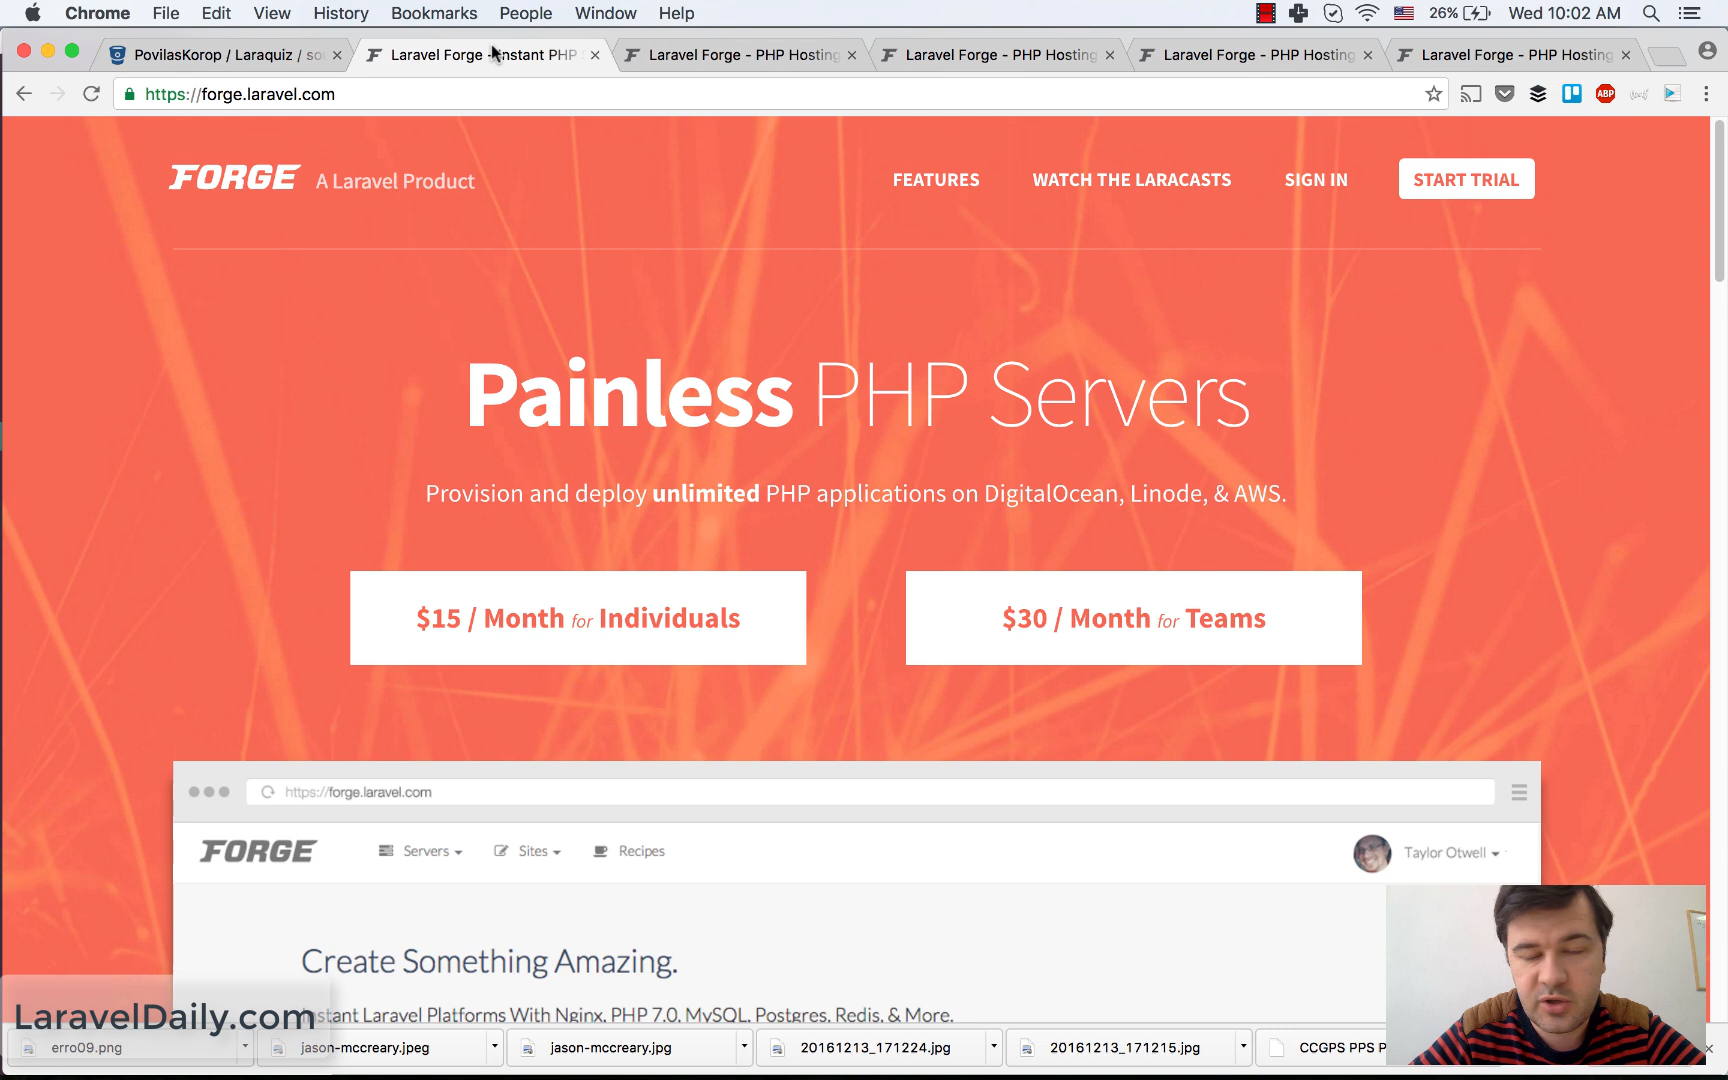 Chrome File Edit View History Bookmarks People Window Help 26% Wed 10:02 AM
PovilasKorop / Laraquiz / Laravel Forge - Instant PHP Laravel Forge - PHP Hosting Laravel Forge - PHP Hosting Laravel Forge - PHP Hosting Laravel Forge - PHP Hosting
https://forge.laravel.com ABP
FORGE A Laravel Product FEATURES WATCH THE LARACASTS SIGN IN START TRIAL
Painless PHP Servers
Provision and deploy unlimited PHP applications on DigitalOcean, Linode, & AWS.
$15 / Month for Individuals $30 / Month for Teams
https://forge.laravel.com
FORGE Servers Sites Recipes Taylor Otwell
Create Something Amazing.
Instant Laravel Platforms With Nginx, PHP 7.0, MySQL, Postgres, Redis, & More.
LaravelDaily.com
erro09.png jason-mccreary.jpeg jason-mccreary.jpg 20161213_171224.jpg 20161213_171215.jpg CCGPS PPS P